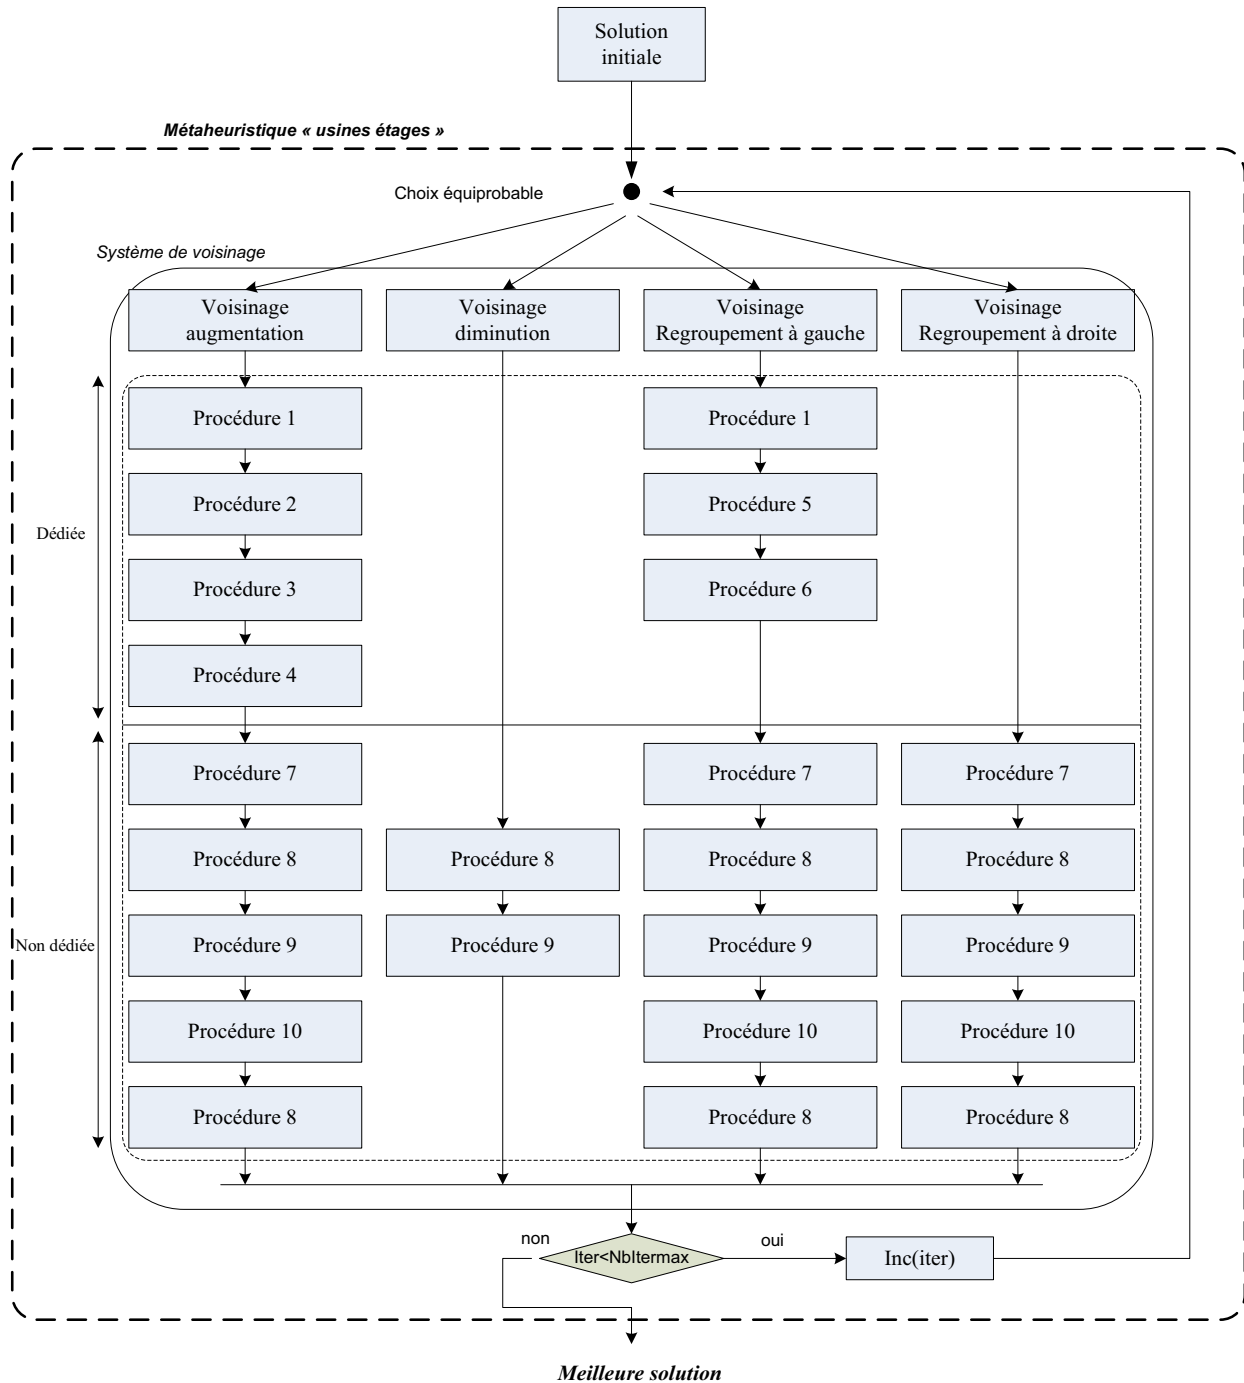 Solution
initiale
Métaheuristique « usines étages »
Choix équiprobable
Système de voisinage
Voisinage
augmentation
Voisinage
diminution
Voisinage
Regroupement à gauche
Voisinage
Regroupement à droite
Dédiée
Procédure 1
Procédure 1
Procédure 2
Procédure 5
Procédure 3
Procédure 6
Procédure 4
Non dédiée
Procédure 7
Procédure 7
Procédure 7
Procédure 8
Procédure 8
Procédure 8
Procédure 8
Procédure 9
Procédure 9
Procédure 9
Procédure 9
Procédure 10
Procédure 10
Procédure 10
Procédure 8
Procédure 8
Procédure 8
non
Iter<NbItermax
oui
Inc(iter)
Meilleure solution